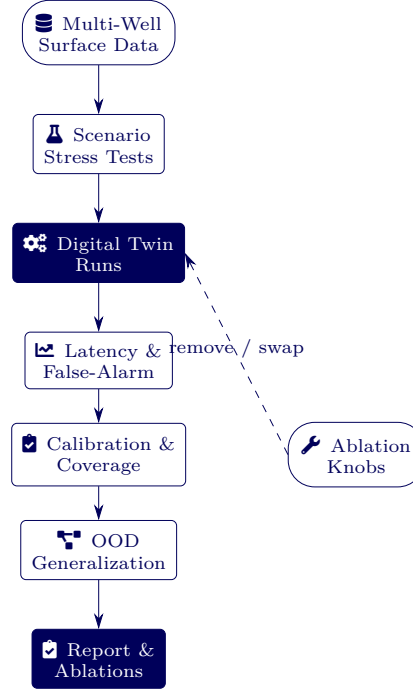 Multi-Well
Surface Data
Scenario
Stress Tests
Digital Twin
Runs
Latency &
False-Alarm
remove / swap
Calibration &
Coverage
Ablation
Knobs
OOD
Generalization
Report &
Ablations